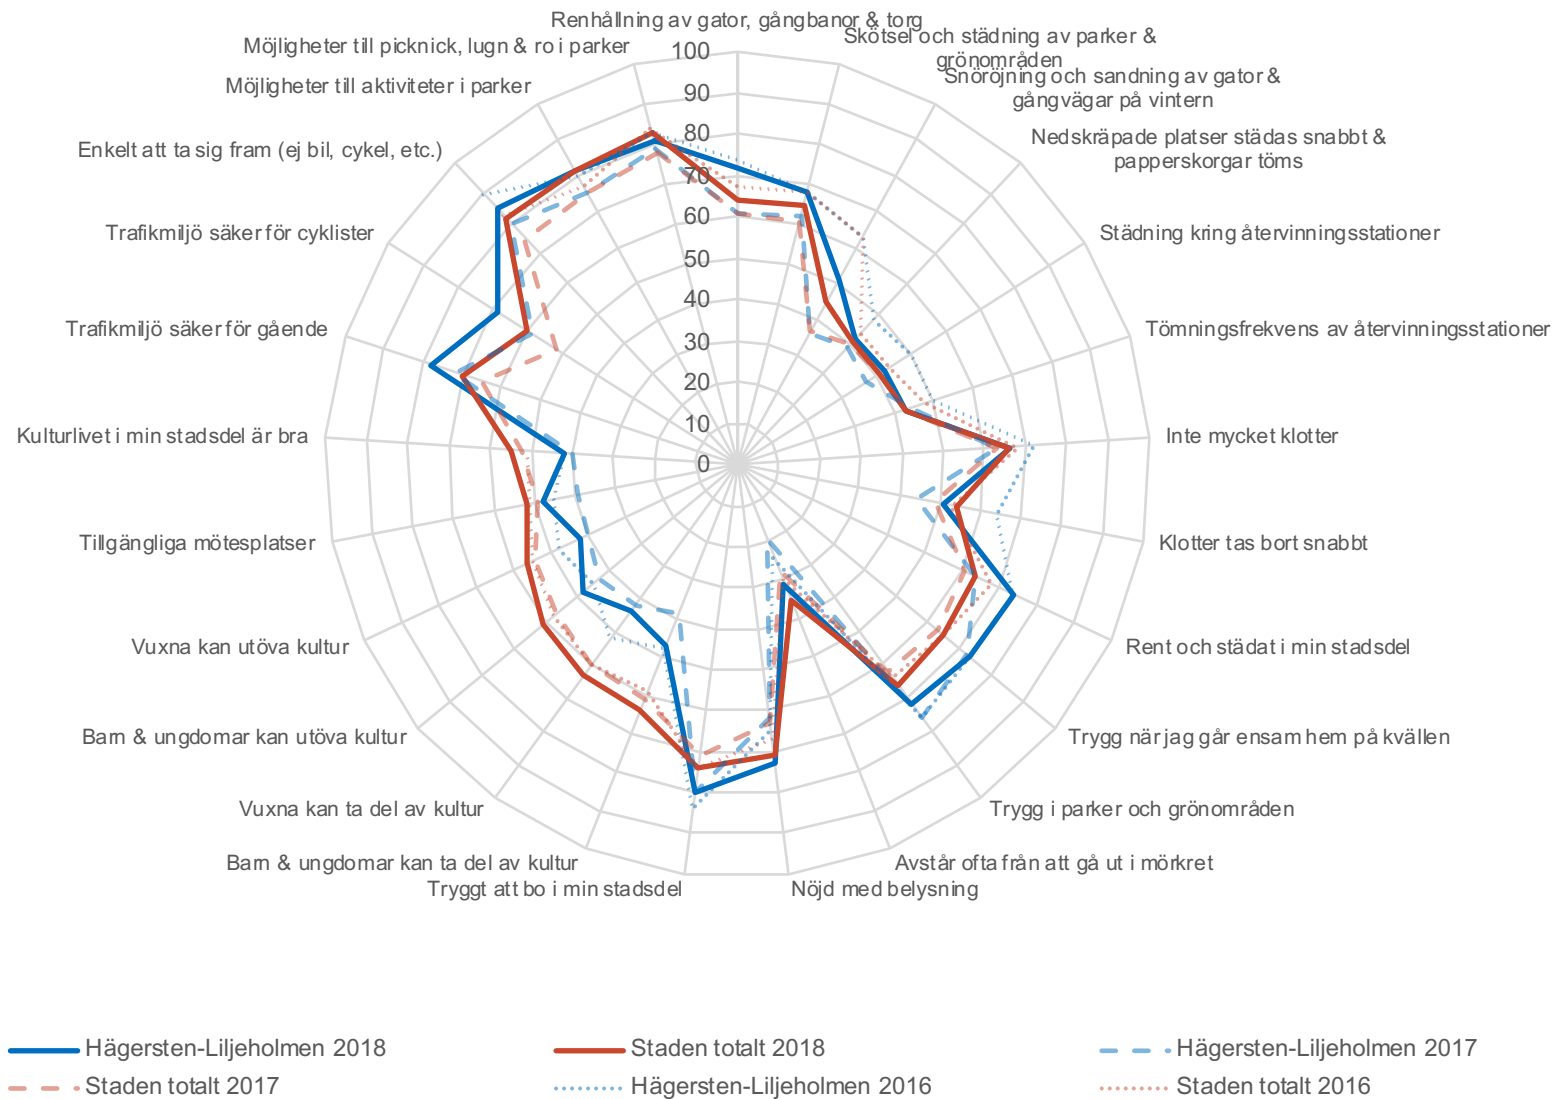 Renhållning av gator, gångbanor & torg
Skötsel och städning av parker &
grönområden
Snöröjning och sandning av gator &
gångvägar på vintern
Nedskräpade platser städas snabbt &
papperskorgar töms
Städning kring återvinningsstationer
Tömningsfrekvens av återvinningsstationer
Inte mycket klotter
Klotter tas bort snabbt
Rent och städat i min stadsdel
Trygg när jag går ensam hem på kvällen
Trygg i parker och grönområden
Avstår ofta från att gå ut i mörkret
Nöjd med belysning
Tryggt att bo i min stadsdel
Barn & ungdomar kan ta del av kultur
Vuxna kan ta del av kultur
Barn & ungdomar kan utöva kultur
Vuxna kan utöva kultur
Tillgängliga mötesplatser
Kulturlivet i min stadsdel är bra
Trafikmiljö säker för gående
Trafikmiljö säker för cyklister
Enkelt att ta sig fram (ej bil, cykel, etc.)
Möjligheter till aktiviteter i parker
Möjligheter till picknick, lugn & ro i parker
100
90
80
70
60
50
40
30
20
10
0
Hägersten-Liljeholmen 2018
Staden totalt 2018
Hägersten-Liljeholmen 2017
Staden totalt 2017
Hägersten-Liljeholmen 2016
Staden totalt 2016